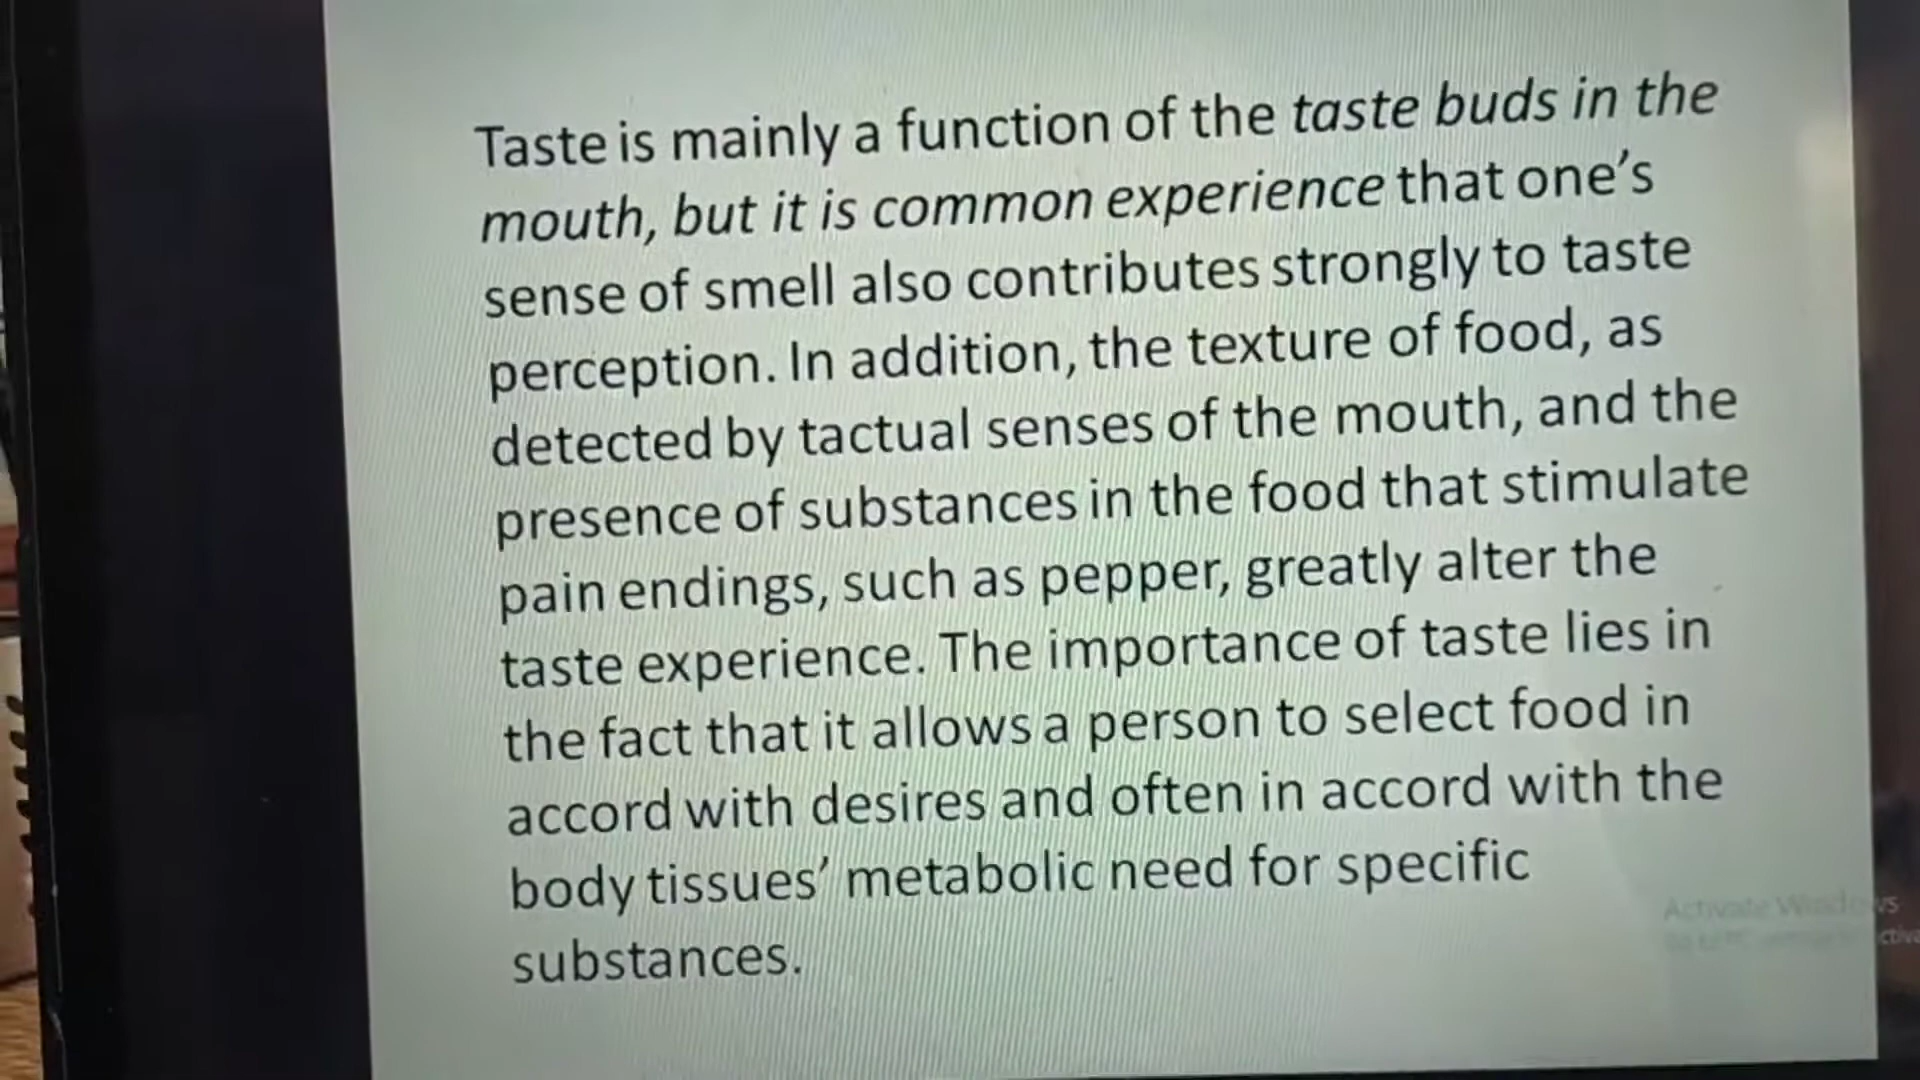 Taste is mainly a function of the taste buds in the
mouth, but it is common experience that one's
sense of smell also contributes strongly to taste
perception. In addition, the texture of food, as
detected by tactual senses of the mouth, and the
presence of substances in the food that stimulate
pain endings, such as pepper, greatly alter the
taste experience. The importance of taste lies in
the fact that it allows a person to select food in
accord with desires and often in accord with the
body tissues' metabolic need for specific
substances.
Activate Windows